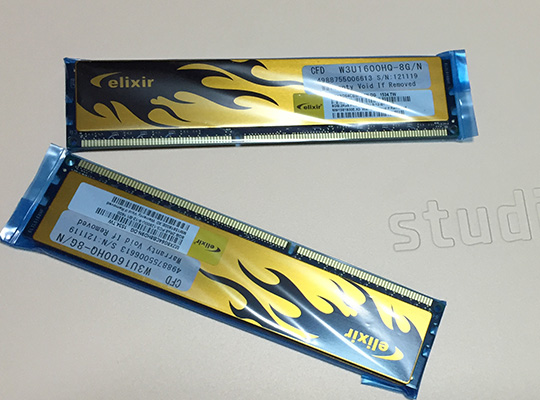 elixir
CFD W3U1600HQ-8G/N
4988755006613 S/N:121119
Warranty Void If Removed
elixir
studi
CFD W3U1600HQ-8G/N
4988755006613 S/N:121119
Warranty Void If Removed
elixir
elixir